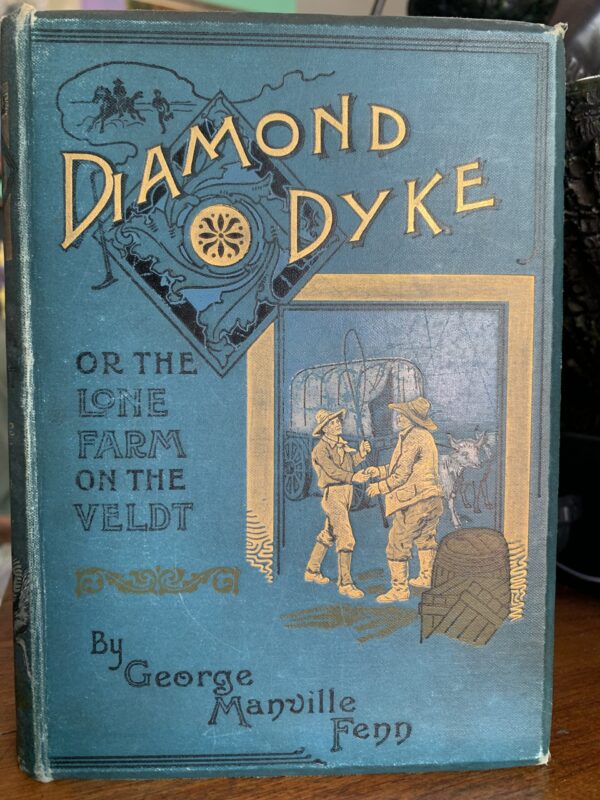 DIAMOND
DYKE
OR THE
LONE
FARM
ON THE
VELDT
By
George
Manville
Fenn